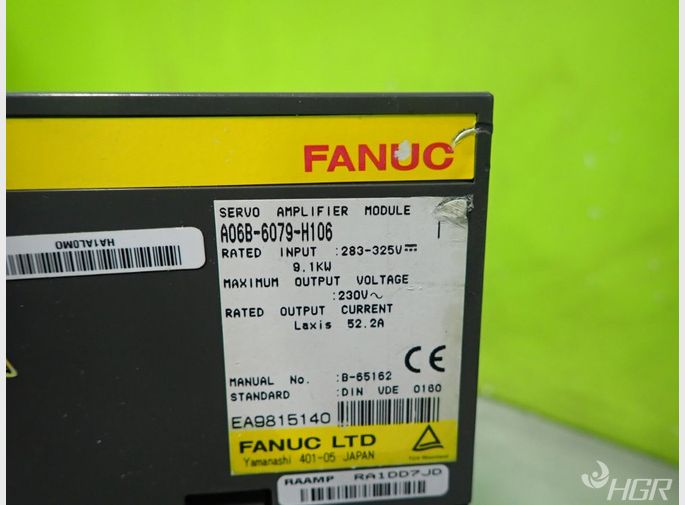 FANUC
SERVO AMPLIFIER MODULE
A06B-6079-H106 I
RATED INPUT :283-325V⎓
9.1KW
MAXIMUM OUTPUT VOLTAGE
:230V~
RATED OUTPUT CURRENT
Laxis 52.2A
CE
MANUAL No. :B-65162
STANDARD :DIN VDE 0160
EA9815140
FANUC LTD
Yamanashi 401-05 JAPAN
RAAMP RA1DD7JD
HA1AL0MO
HGR